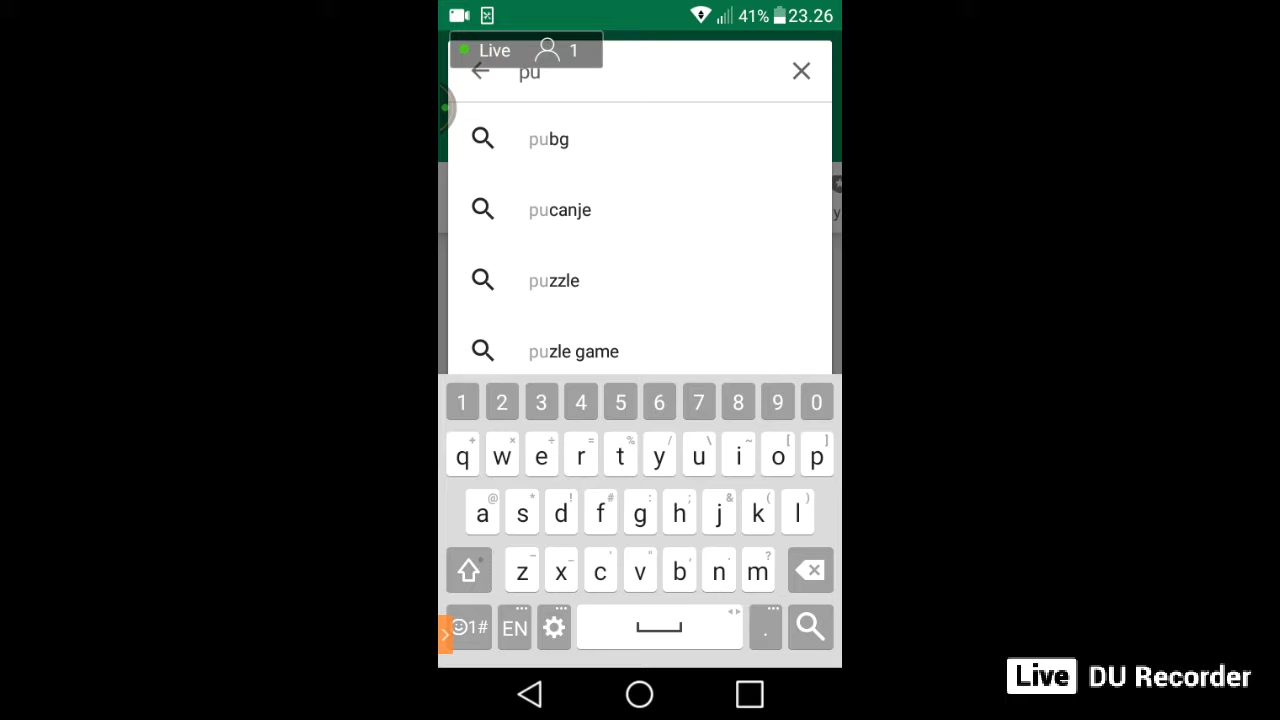 41% 23.26
Live 1
pu
pubg
pucanje
puzzle
puzle game
1 2 3 4 5 6 7 8 9 0
+ × ÷ = % / \ ~ [ ]
q w e r t y u i o p
@ * ! # : ; & ( )
a s d f g h j k l
z x c v b n m ?
1# EN .
Live DU Recorder